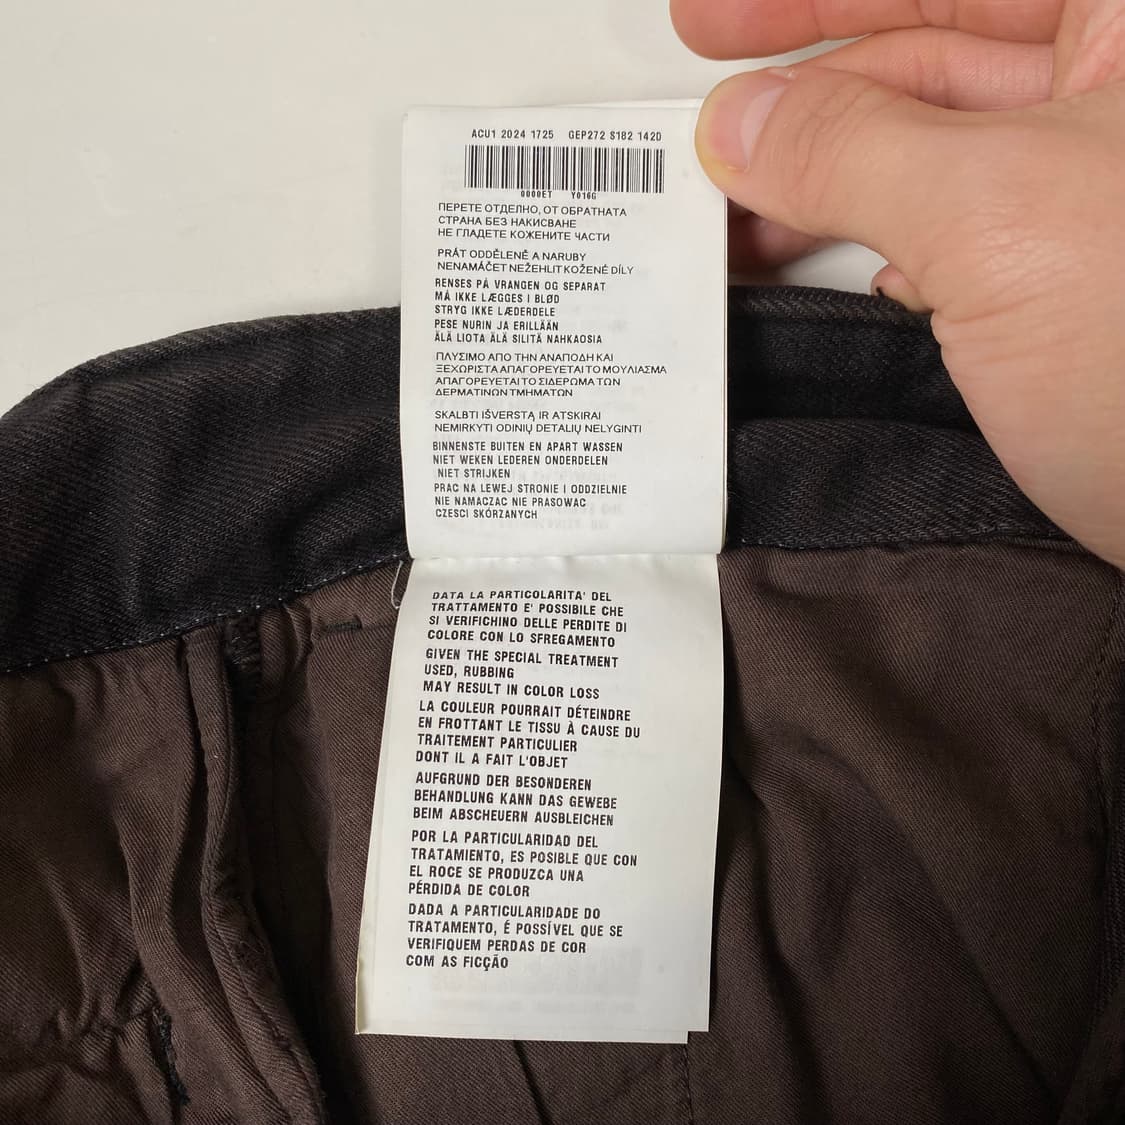 ACU1 2024 1725 GEP272 S182 142D
0000ET Y016G
ПЕРЕТЕ ОТДЕЛНО, ОТ ОБРАТНАТА
СТРАНА БЕЗ НАКИСВАНЕ
НЕ ГЛАДЕТЕ КОЖЕНИТЕ ЧАСТИ
PRÁT ODDĚLENĚ A NARUBY
NENAMÁČET NEŽEHLIT KOŽENÉ DÍLY
RENSES PÅ VRANGEN OG SEPARAT
MÅ IKKE LÆGGES I BLØD
STRYG IKKE LÆDERDELE
PESE NURIN JA ERILLÄÄN
ÄLÄ LIOTA ÄLÄ SILITÄ NAHKAOSIA
ΠΛΥΣΙΜΟ ΑΠΟ ΤΗΝ ΑΝΑΠΟΔΗ ΚΑΙ
ΞΕΧΩΡΙΣΤΑ ΑΠΑΓΟΡΕΥΕΤΑΙ ΤΟ ΜΟΥΛΙΑΣΜΑ
ΑΠΑΓΟΡΕΥΕΤΑΙ ΤΟ ΣΙΔΕΡΩΜΑ ΤΩΝ
ΔΕΡΜΑΤΙΝΩΝ ΤΜΗΜΑΤΩΝ
SKALBTI IŠVERSTĄ IR ATSKIRAI
NEMIRKYTI ODINIŲ DETALIŲ NELYGINTI
BINNENSTE BUITEN EN APART WASSEN
NIET WEKEN LEDEREN ONDERDELEN
NIET STRIJKEN
PRAC NA LEWEJ STRONIE I ODDZIELNIE
NIE NAMACZAC NIE PRASOWAC
CZESCI SKÓRZANYCH
DATA LA PARTICOLARITA' DEL
TRATTAMENTO E' POSSIBILE CHE
SI VERIFICHINO DELLE PERDITE DI
COLORE CON LO SFREGAMENTO
GIVEN THE SPECIAL TREATMENT
USED, RUBBING
MAY RESULT IN COLOR LOSS
LA COULEUR POURRAIT DÉTEINDRE
EN FROTTANT LE TISSU À CAUSE DU
TRAITEMENT PARTICULIER
DONT IL A FAIT L'OBJET
AUFGRUND DER BESONDEREN
BEHANDLUNG KANN DAS GEWEBE
BEIM ABSCHEUERN AUSBLEICHEN
POR LA PARTICULARIDAD DEL
TRATAMIENTO, ES POSIBLE QUE CON
EL ROCE SE PRODUZCA UNA
PÉRDIDA DE COLOR
DADA A PARTICULARIDADE DO
TRATAMENTO, É POSSÍVEL QUE SE
VERIFIQUEM PERDAS DE COR
COM AS FICÇÃO